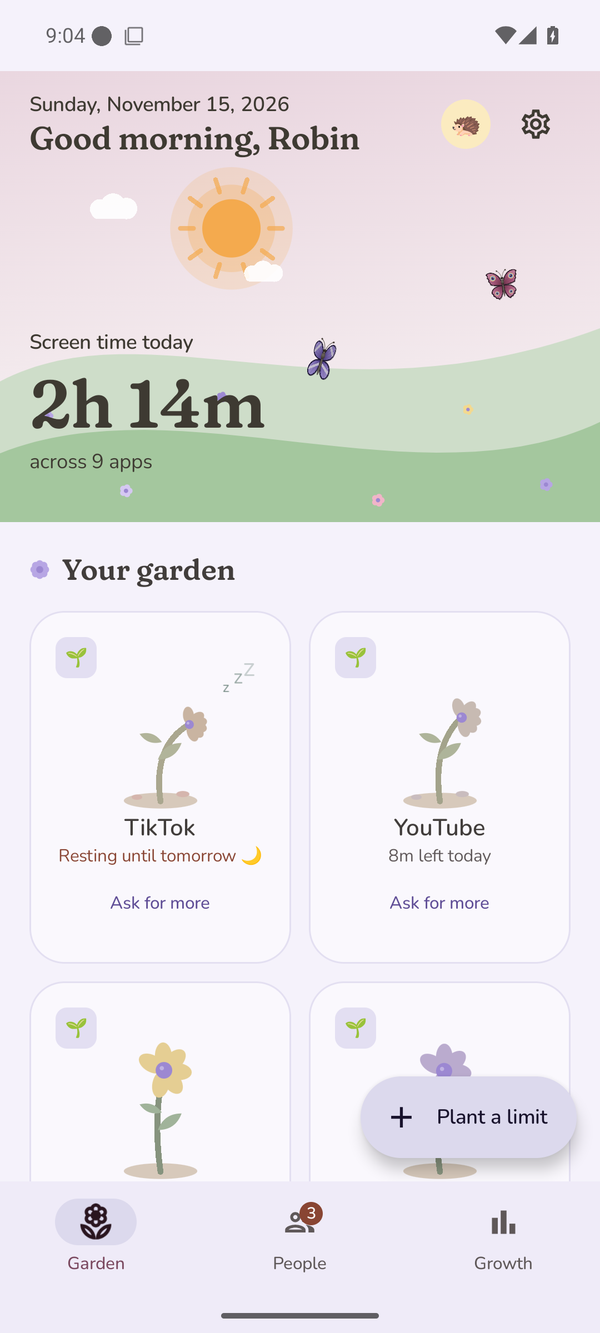 9:04
Sunday, November 15, 2026
Good morning, Robin
Screen time today
2h 14m
across 9 apps
Your garden
z z Z
TikTok
Resting until tomorrow 🌙
Ask for more
YouTube
8m left today
Ask for more
+ Plant a limit
3
Garden
People
Growth